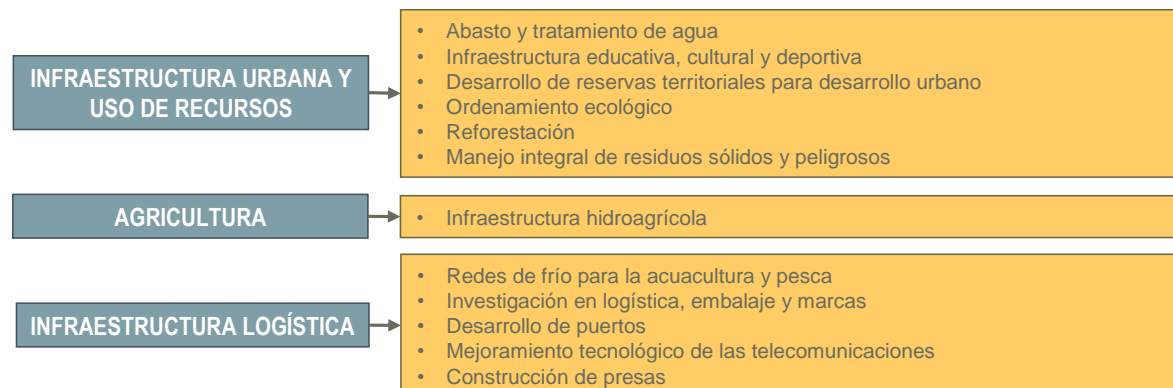 INFRAESTRUCTURA URBANA Y
USO DE RECURSOS
• Abasto y tratamiento de agua
• Infraestructura educativa, cultural y deportiva
• Desarrollo de reservas territoriales para desarrollo urbano
• Ordenamiento ecológico
• Reforestación
• Manejo integral de residuos sólidos y peligrosos
AGRICULTURA
• Infraestructura hidroagrícola
INFRAESTRUCTURA LOGÍSTICA
• Redes de frío para la acuacultura y pesca
• Investigación en logística, embalaje y marcas
• Desarrollo de puertos
• Mejoramiento tecnológico de las telecomunicaciones
• Construcción de presas